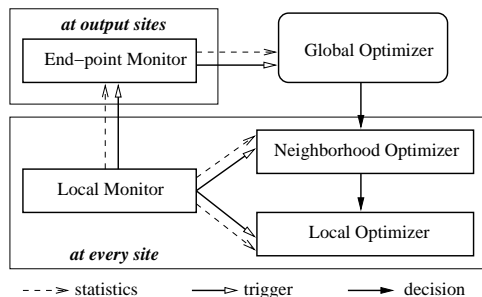 at output sites
End-point Monitor
Global Optimizer
Neighborhood Optimizer
Local Monitor
Local Optimizer
at every site
statistics
trigger
decision